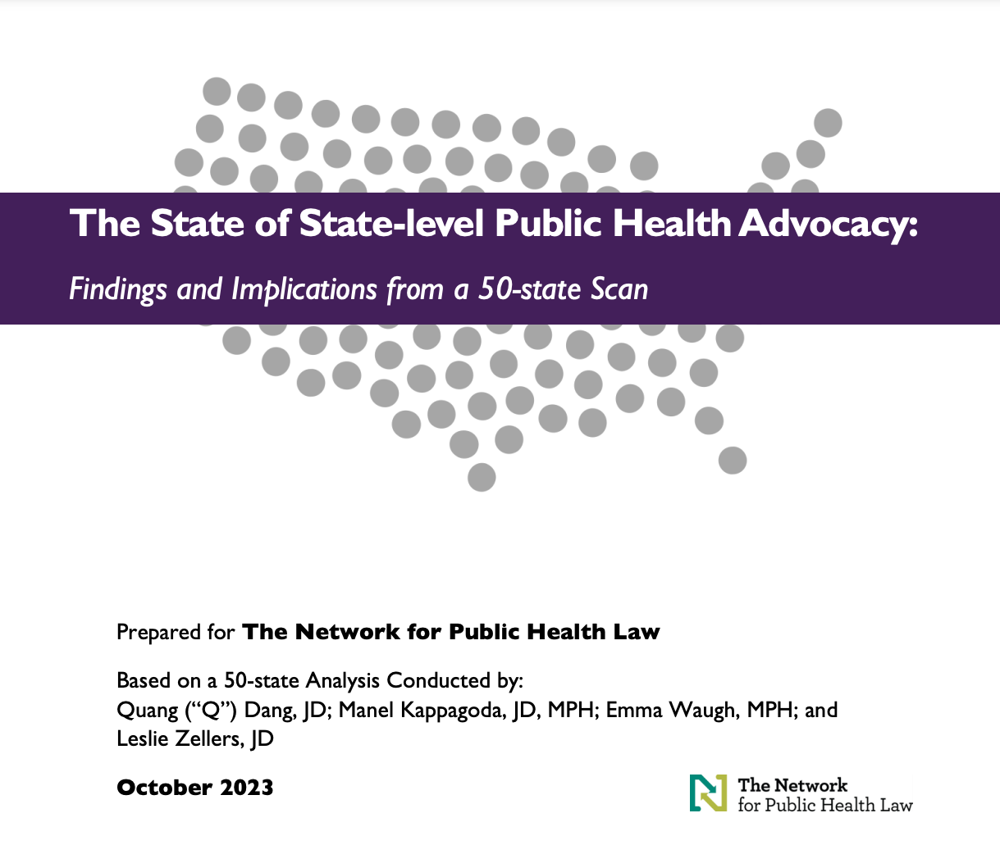 The State of State-level Public Health Advocacy:
Findings and Implications from a 50-state Scan
Prepared for The Network for Public Health Law
Based on a 50-state Analysis Conducted by:
Quang (“Q”) Dang, JD; Manel Kappagoda, JD, MPH; Emma Waugh, MPH; and
Leslie Zellers, JD
October 2023
The Network
for Public Health Law